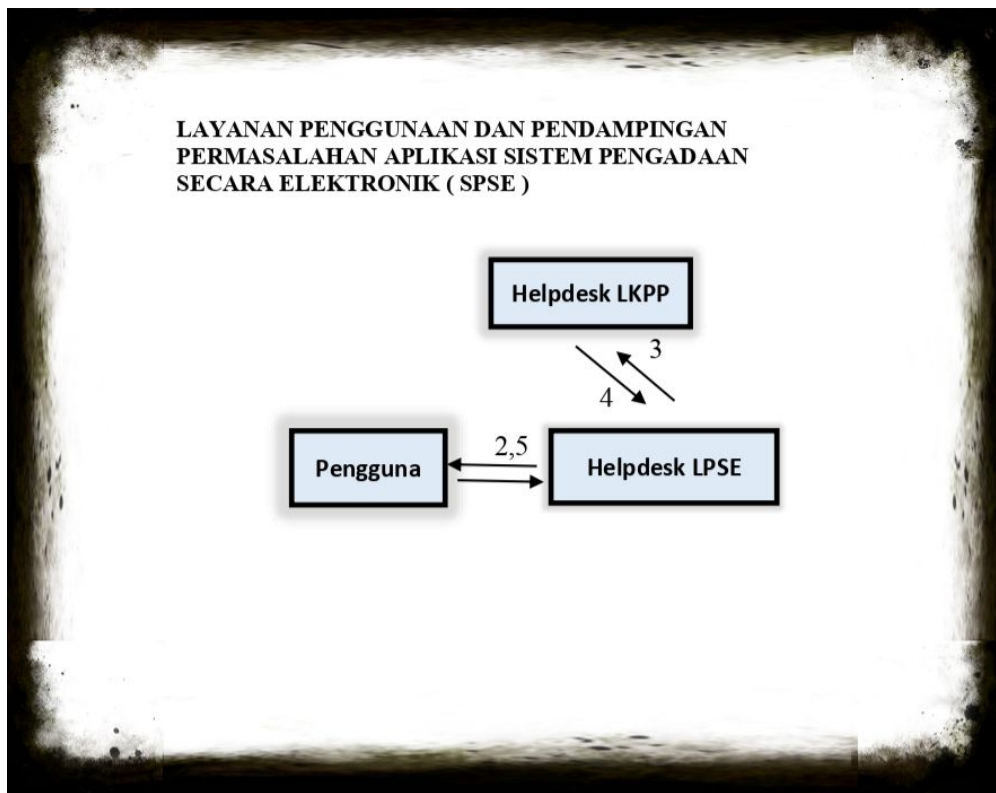 LAYANAN PENGGUNAAN DAN PENDAMPINGAN
PERMASALAHAN APLIKASI SISTEM PENGADAAN
SECARA ELEKTRONIK ( SPSE )
Helpdesk LKPP
3
4
2,5
Pengguna
Helpdesk LPSE